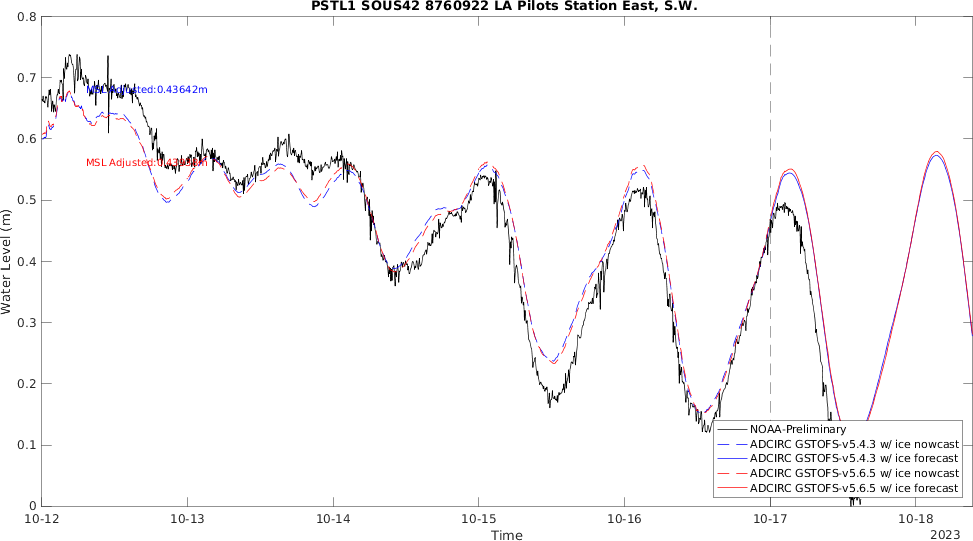 PSTL1 SOUS42 8760922 LA Pilots Station East, S.W.
0.8
0.7
0.6
0.5
0.4
0.3
0.2
0.1
0
Water Level (m)
MSL Adjusted:0.43642m
MSL Adjusted:
NOAA-Preliminary
ADCIRC GSTOFS-v5.4.3 w/ ice nowcast
ADCIRC GSTOFS-v5.4.3 w/ ice forecast
ADCIRC GSTOFS-v5.6.5 w/ ice nowcast
ADCIRC GSTOFS-v5.6.5 w/ ice forecast
10-12 10-13 10-14 10-15 10-16 10-17 10-18
Time
2023